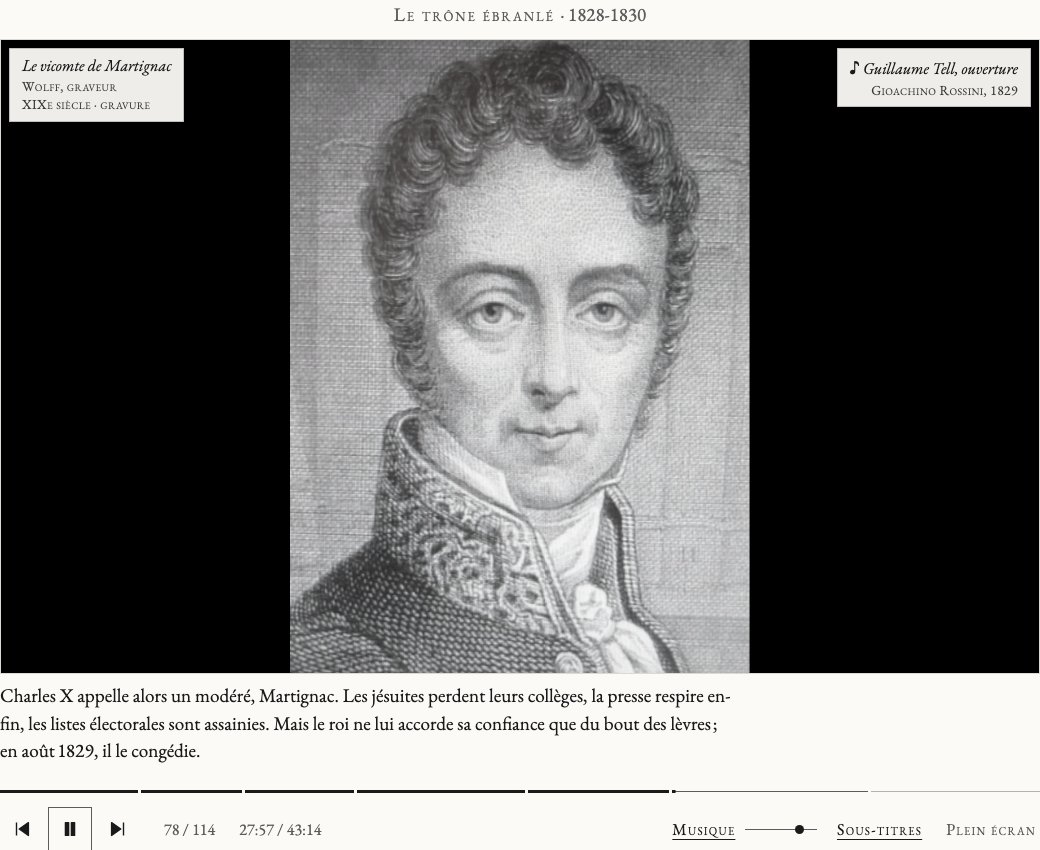 Le trône ébranlé · 1828-1830
Le vicomte de Martignac
Wolff, graveur
XIXe siècle · gravure
♪ Guillaume Tell, ouverture
Gioachino Rossini, 1829
Charles X appelle alors un modéré, Martignac. Les jésuites perdent leurs collèges, la presse respire en-
fin, les listes électorales sont assainies. Mais le roi ne lui accorde sa confiance que du bout des lèvres ;
en août 1829, il le congédie.
78 / 114 27:57 / 43:14 Musique Sous-titres Plein écran